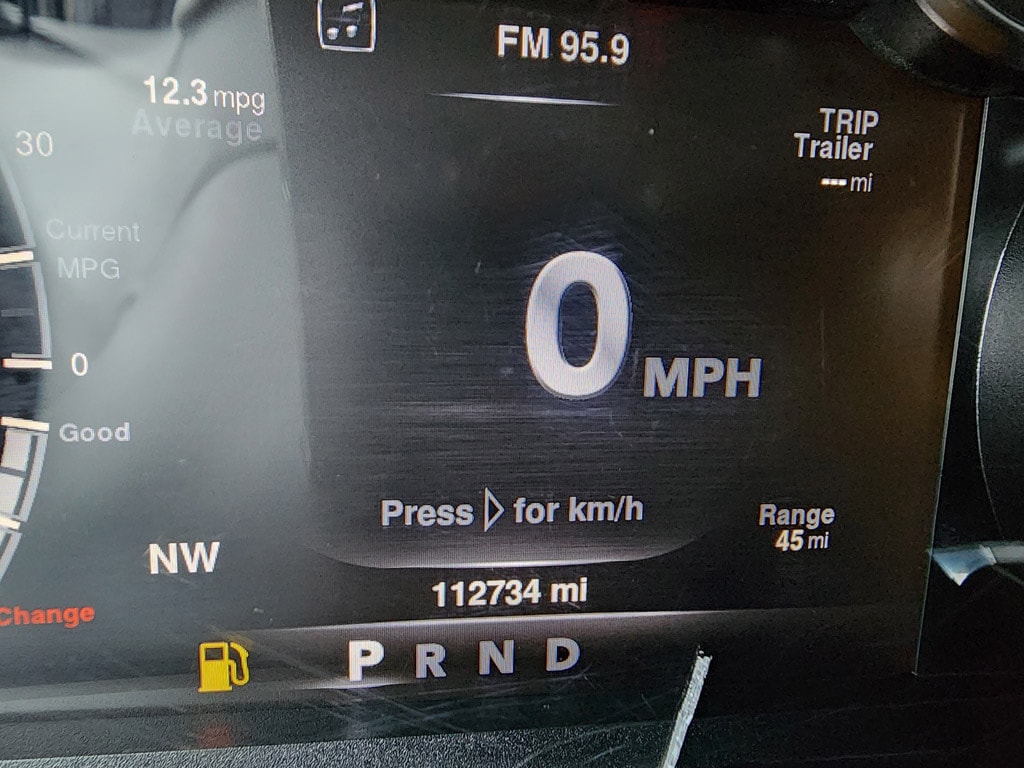 FM 95.9
12.3 mpg
Average
30
Current
MPG
0
Good
TRIP
Trailer
--- mi
0 MPH
Press ▷ for km/h
Range
45 mi
NW
112734 mi
Change
P R N D